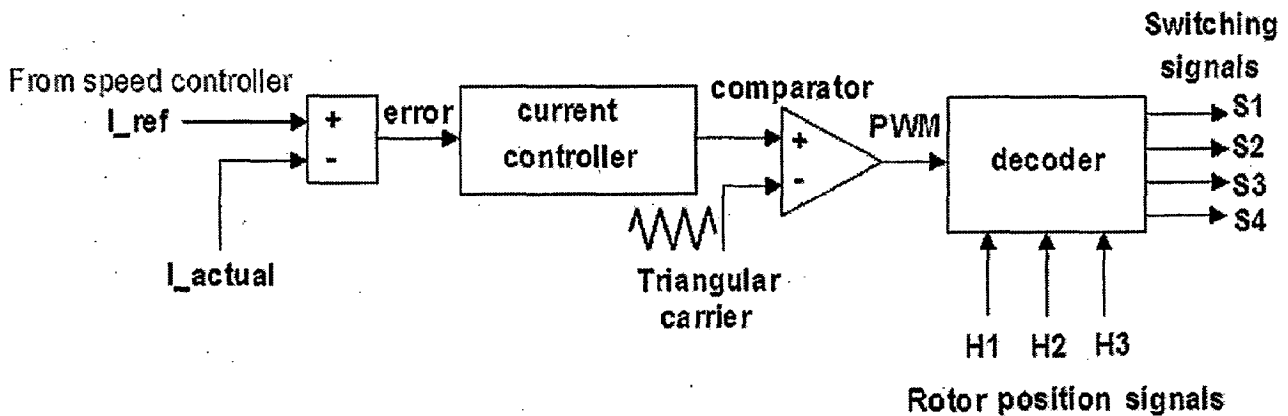 Switching
signals
From speed controller
I_ref
+
-
error
current
controller
comparator
+
-
PWM
decoder
S1
S2
S3
S4
I_actual
Triangular
carrier
H1 H2 H3
Rotor position signals